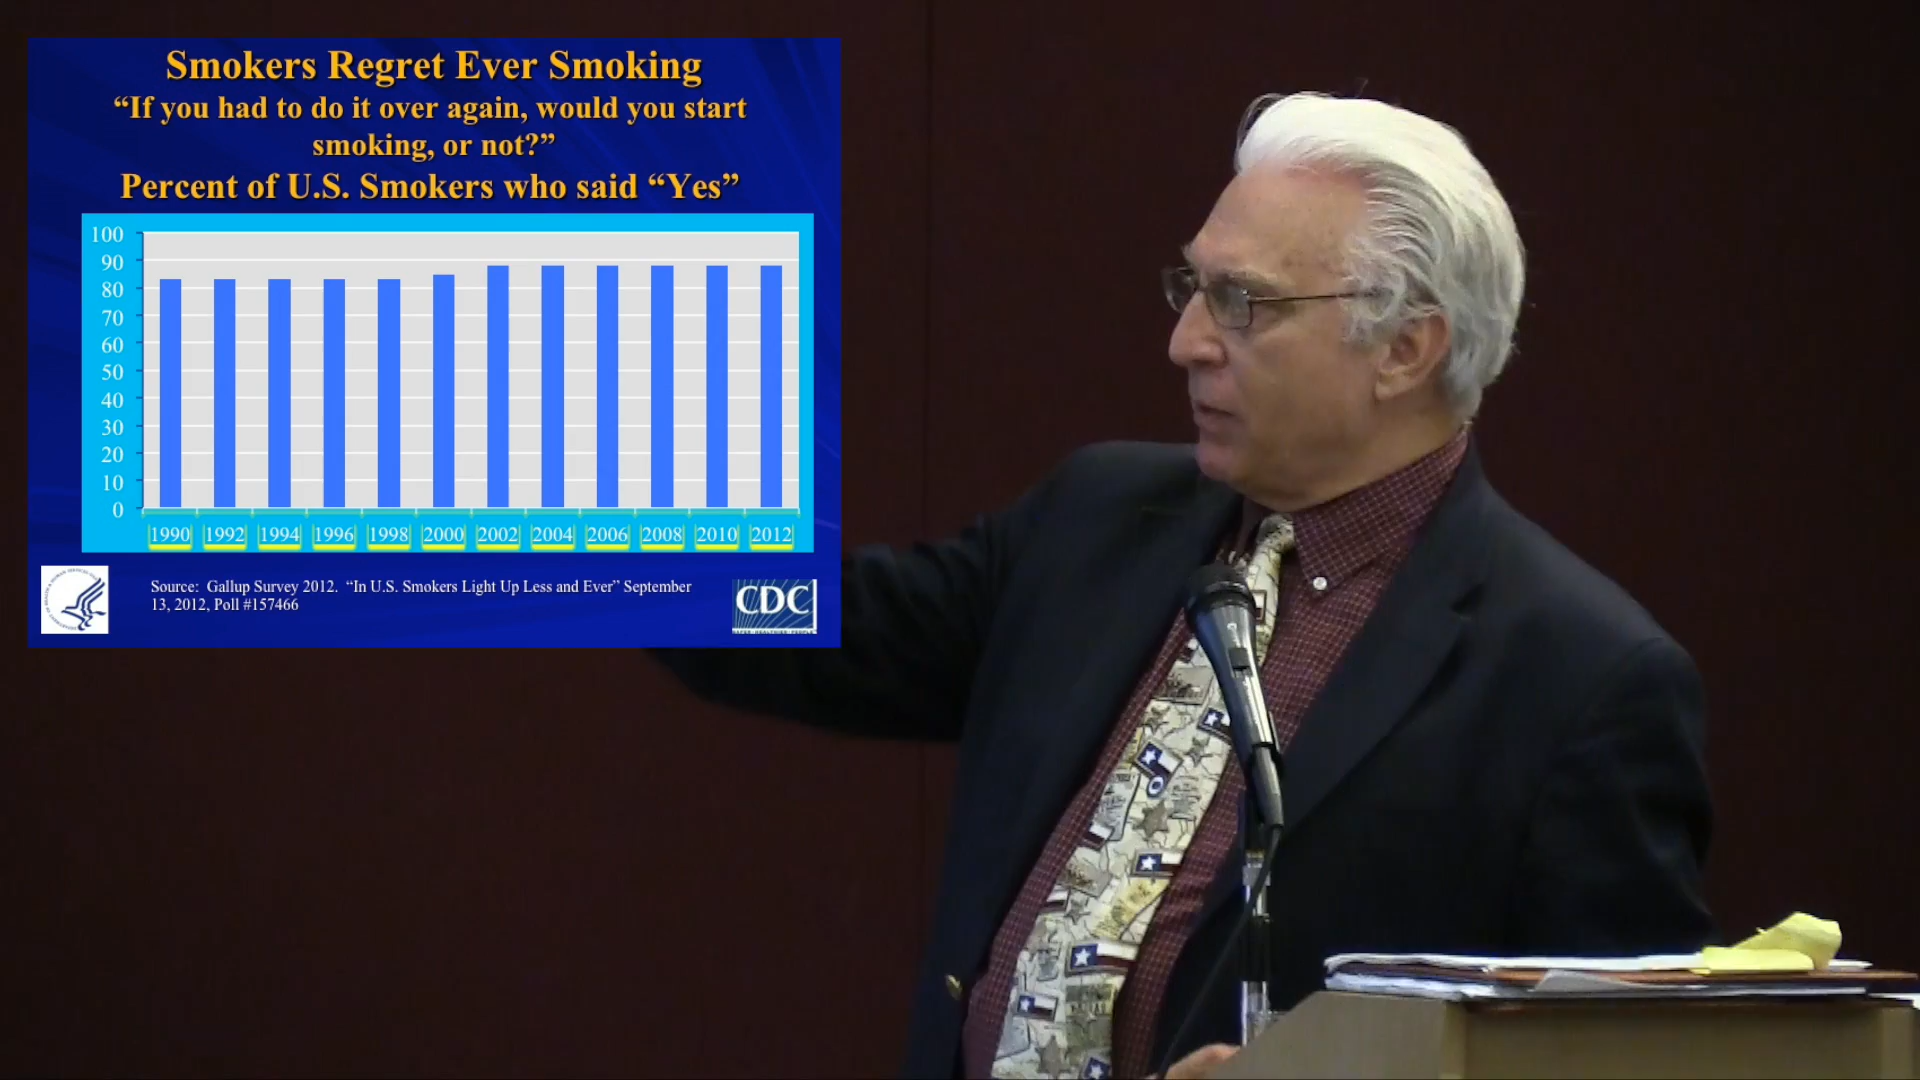 Smokers Regret Ever Smoking
“If you had to do it over again, would you start
smoking, or not?”
Percent of U.S. Smokers who said “Yes”
100
90
80
70
60
50
40
30
20
10
0
1990 1992 1994 1996 1998 2000 2002 2004 2006 2008 2010 2012
Source: Gallup Survey 2012. “In U.S. Smokers Light Up Less and Ever” September
13, 2012, Poll #157466
CDC